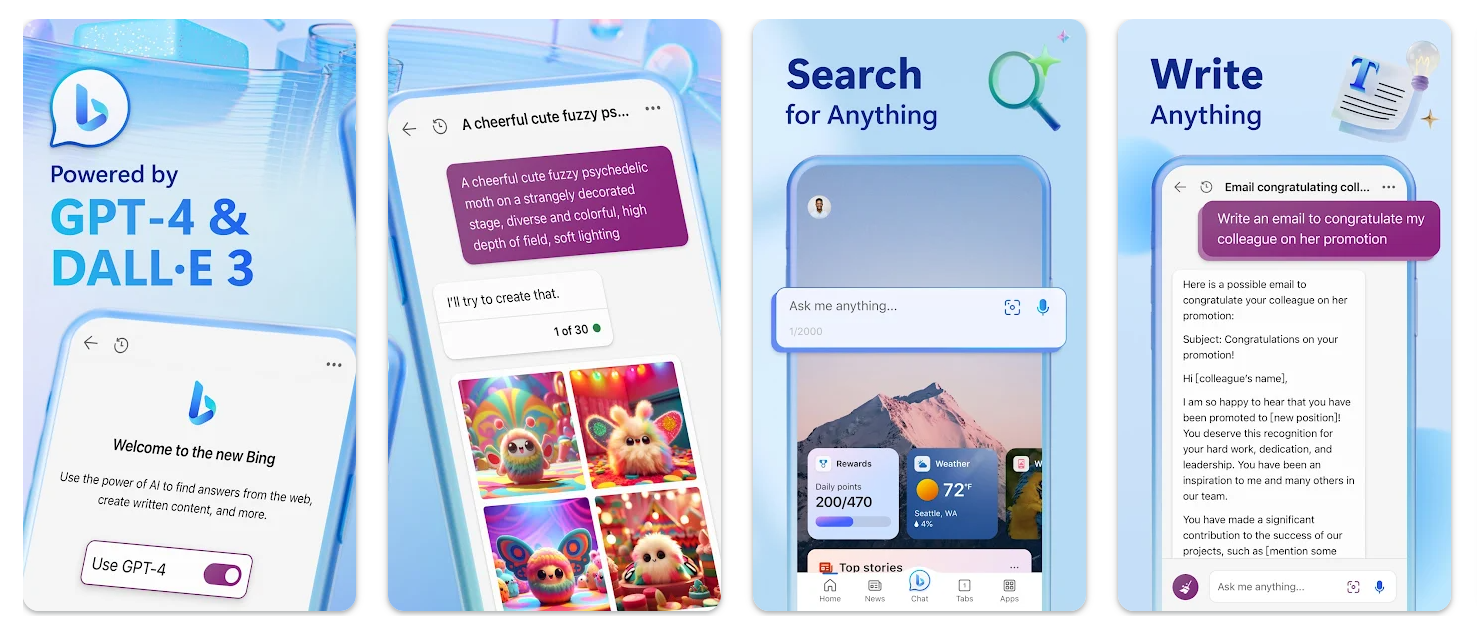 Powered by
GPT-4 &
DALL·E 3
Welcome to the new Bing
Use the power of AI to find answers from the web,
create written content, and more.
Use GPT-4
A cheerful cute fuzzy ps...
A cheerful cute fuzzy psychedelic
moth on a strangely decorated
stage, diverse and colorful, high
depth of field, soft lighting
I'll try to create that.
1 of 30
Search
for Anything
Ask me anything...
1/2000
Rewards
Daily points
200/470
Weather
72°F
Seattle, WA
4%
W
Top stories
Home
News
Chat
1
Tabs
Apps
Write
Anything
T
Email congratulating coll...
Write an email to congratulate my
colleague on her promotion
Here is a possible email to
congratulate your colleague on her
promotion:
Subject: Congratulations on your
promotion!
Hi [colleague's name],
I am so happy to hear that you have
been promoted to [new position]!
You deserve this recognition for
your hard work, dedication, and
leadership. You have been an
inspiration to me and many others in
our team.
You have made a significant
contribution to the success of our
projects, such as [mention some
Ask me anything...